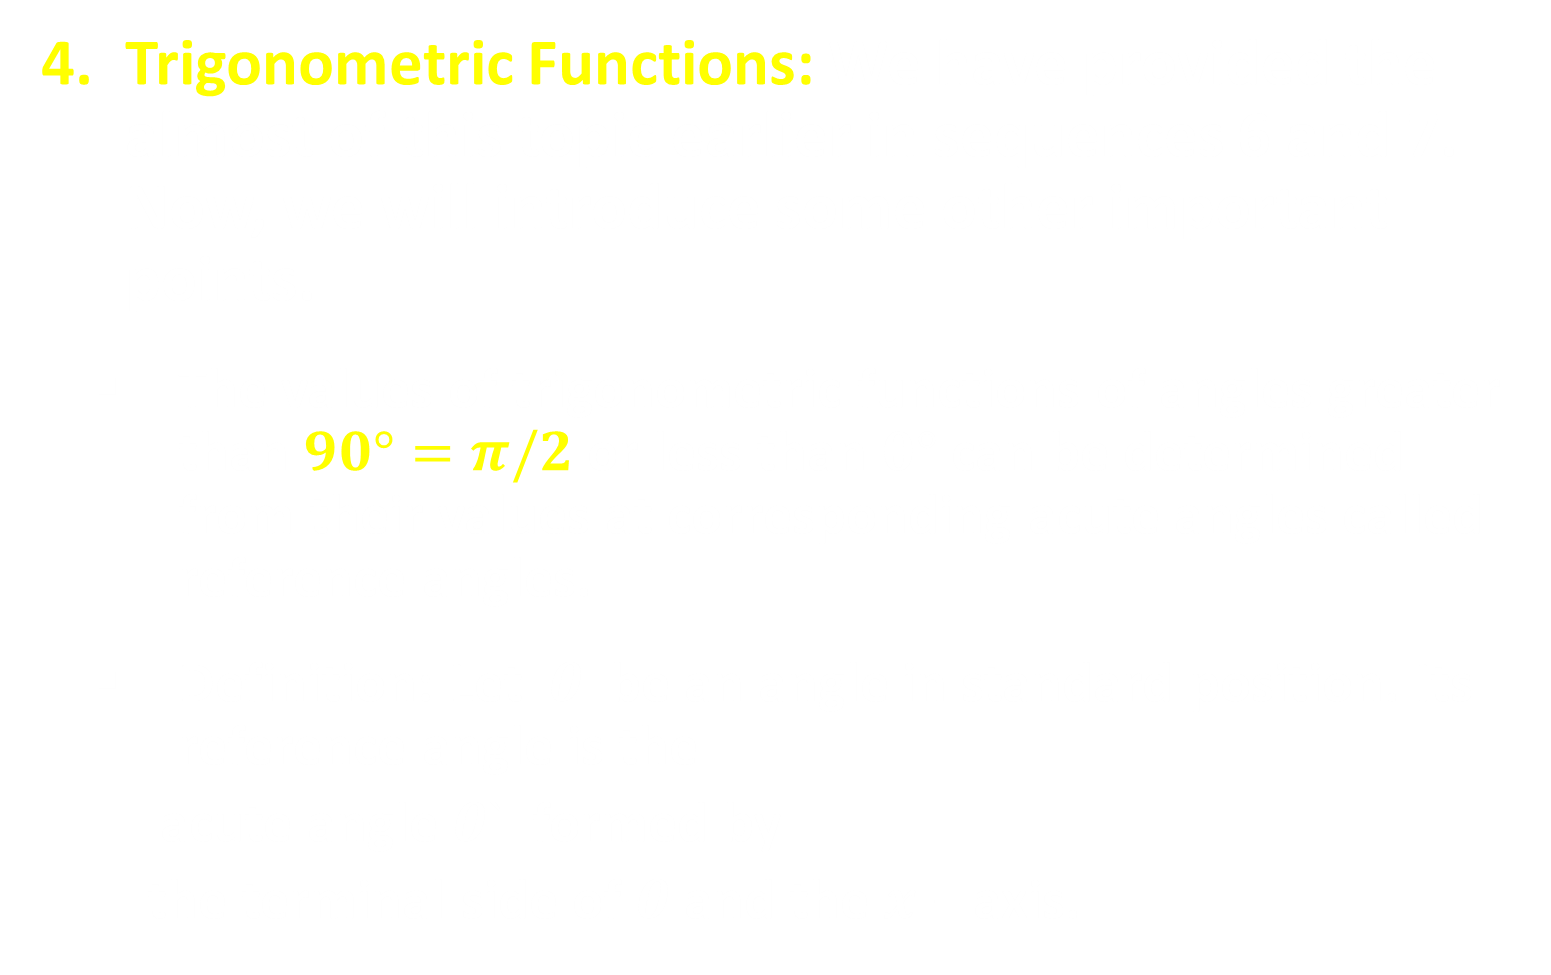 4. Trigonometric Functions:
90° = π/2